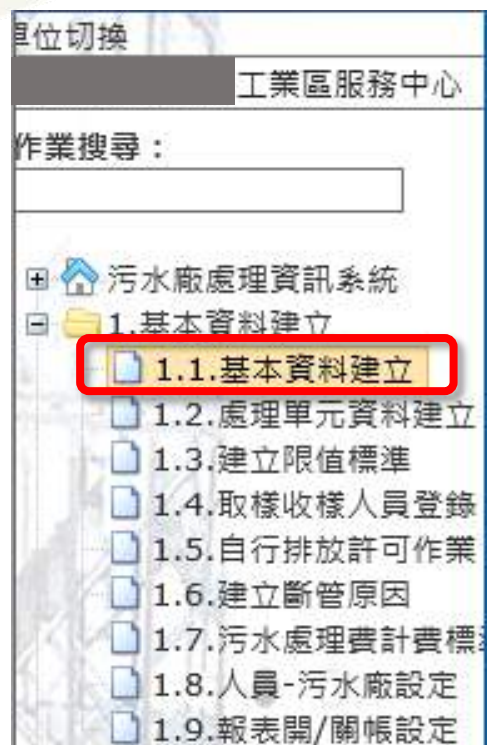 單位切換
工業區服務中心
作業搜尋：
污水廠處理資訊系統
1.基本資料建立
1.1.基本資料建立
1.2.處理單元資料建立
1.3.建立限值標準
1.4.取樣收樣人員登錄
1.5.自行排放許可作業
1.6.建立斷管原因
1.7.污水處理費計費標
1.8.人員-污水廠設定
1.9.報表開/關帳設定